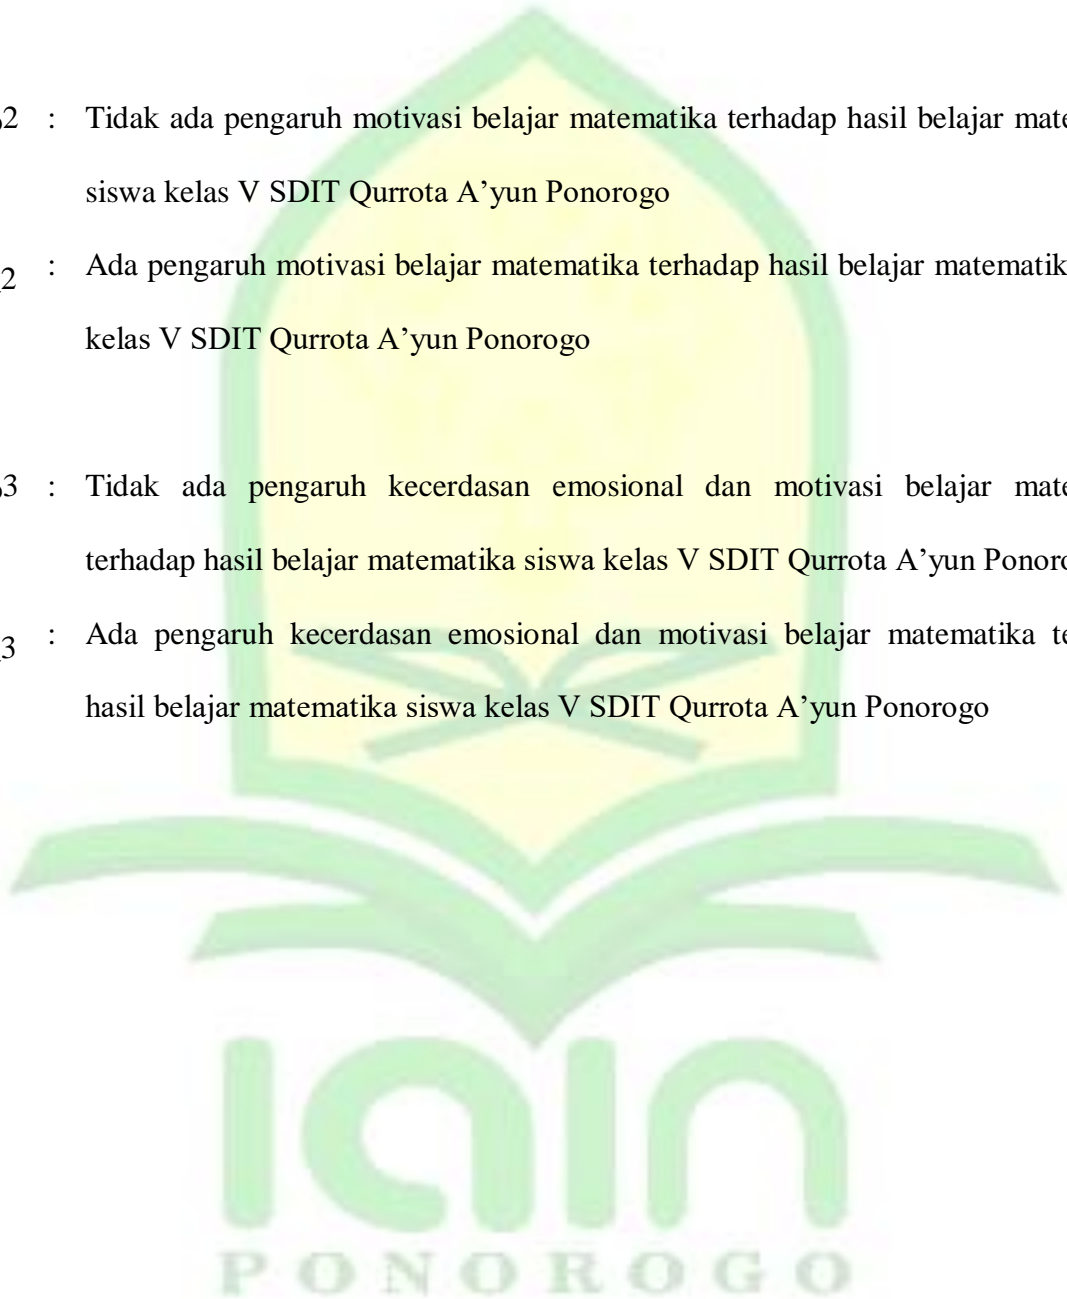 2 : Tidak ada pengaruh motivasi belajar matematika terhadap hasil belajar mate
siswa kelas V SDIT Qurrota A’yun Ponorogo
2 : Ada pengaruh motivasi belajar matematika terhadap hasil belajar matematik
kelas V SDIT Qurrota A’yun Ponorogo
3 : Tidak ada pengaruh kecerdasan emosional dan motivasi belajar mate
terhadap hasil belajar matematika siswa kelas V SDIT Qurrota A’yun Ponoro
3 : Ada pengaruh kecerdasan emosional dan motivasi belajar matematika te
hasil belajar matematika siswa kelas V SDIT Qurrota A’yun Ponorogo
iain
PONOROGO